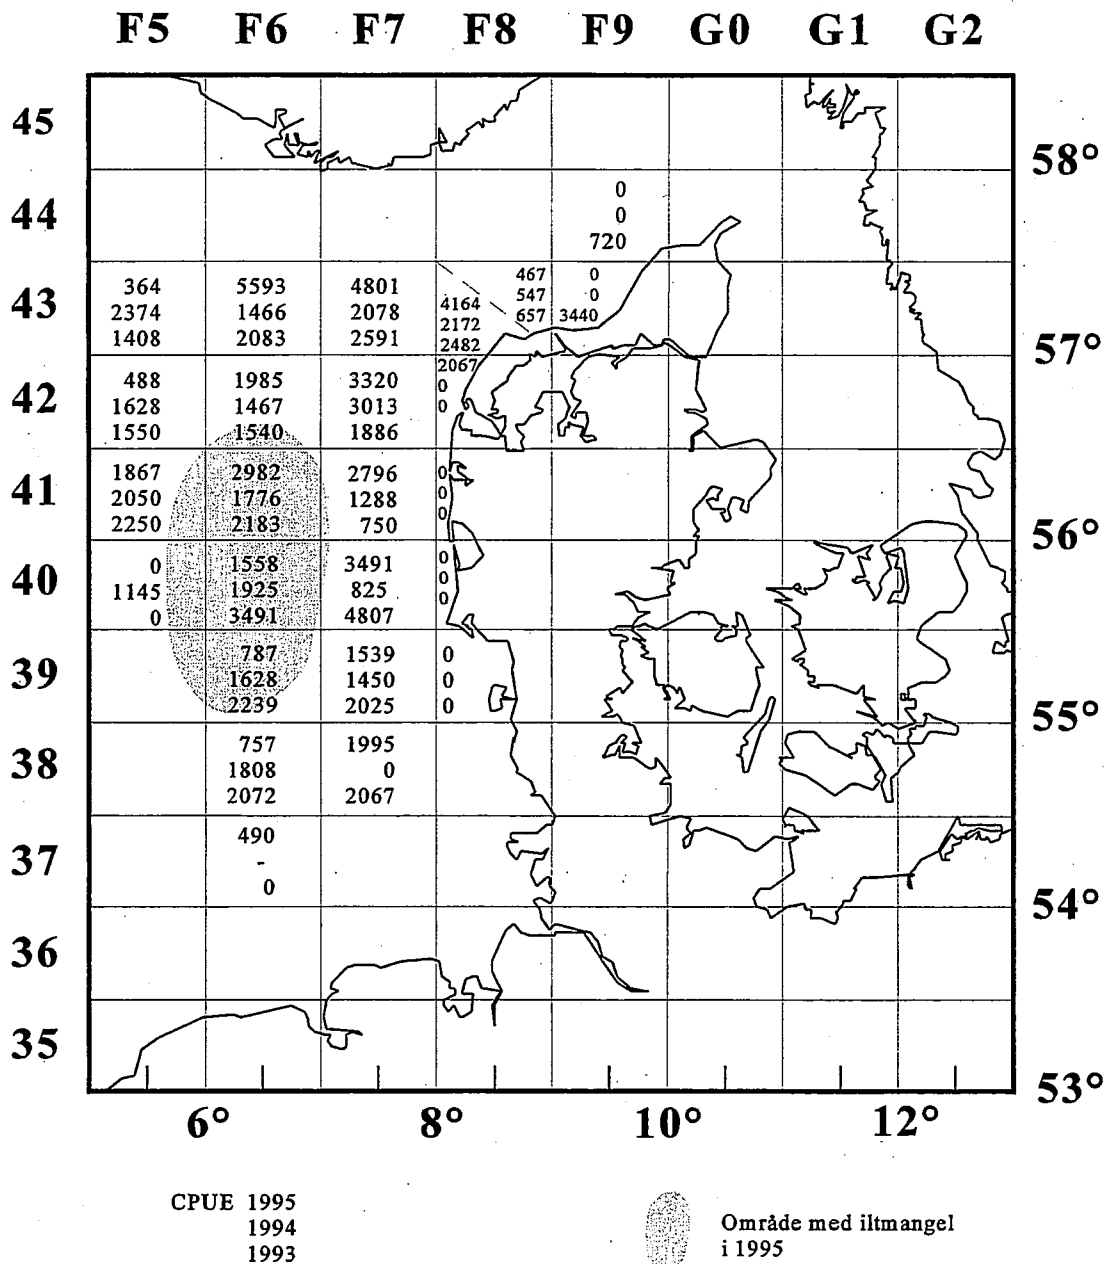 F5 F6 F7 F8 F9 G0 G1 G2
45
58°
0
44
0
720
467 0
364 5593 4801
547 0
43
4164
2374 1466 2078
657 3440
2172
1408 2083 2591
2482
57°
2067
488 1985 3320
0
42
1628 1467 3013
0
1550 1540 1886
1867 2982 2796 0
41
2050 1776 1288 0
2250 2183 750 0
56°
0 1558 3491 0
40
0
1145 1925 825
0
0 3491 4807
787 1539 0
39
1628 1450 0
2239 2025 0
55°
757 1995
38
1808 0
2072 2067
490
37
-
0
54°
36
35
53°
6° 8° 10° 12°
CPUE 1995
1994
1993
Område med iltmangel
i 1995